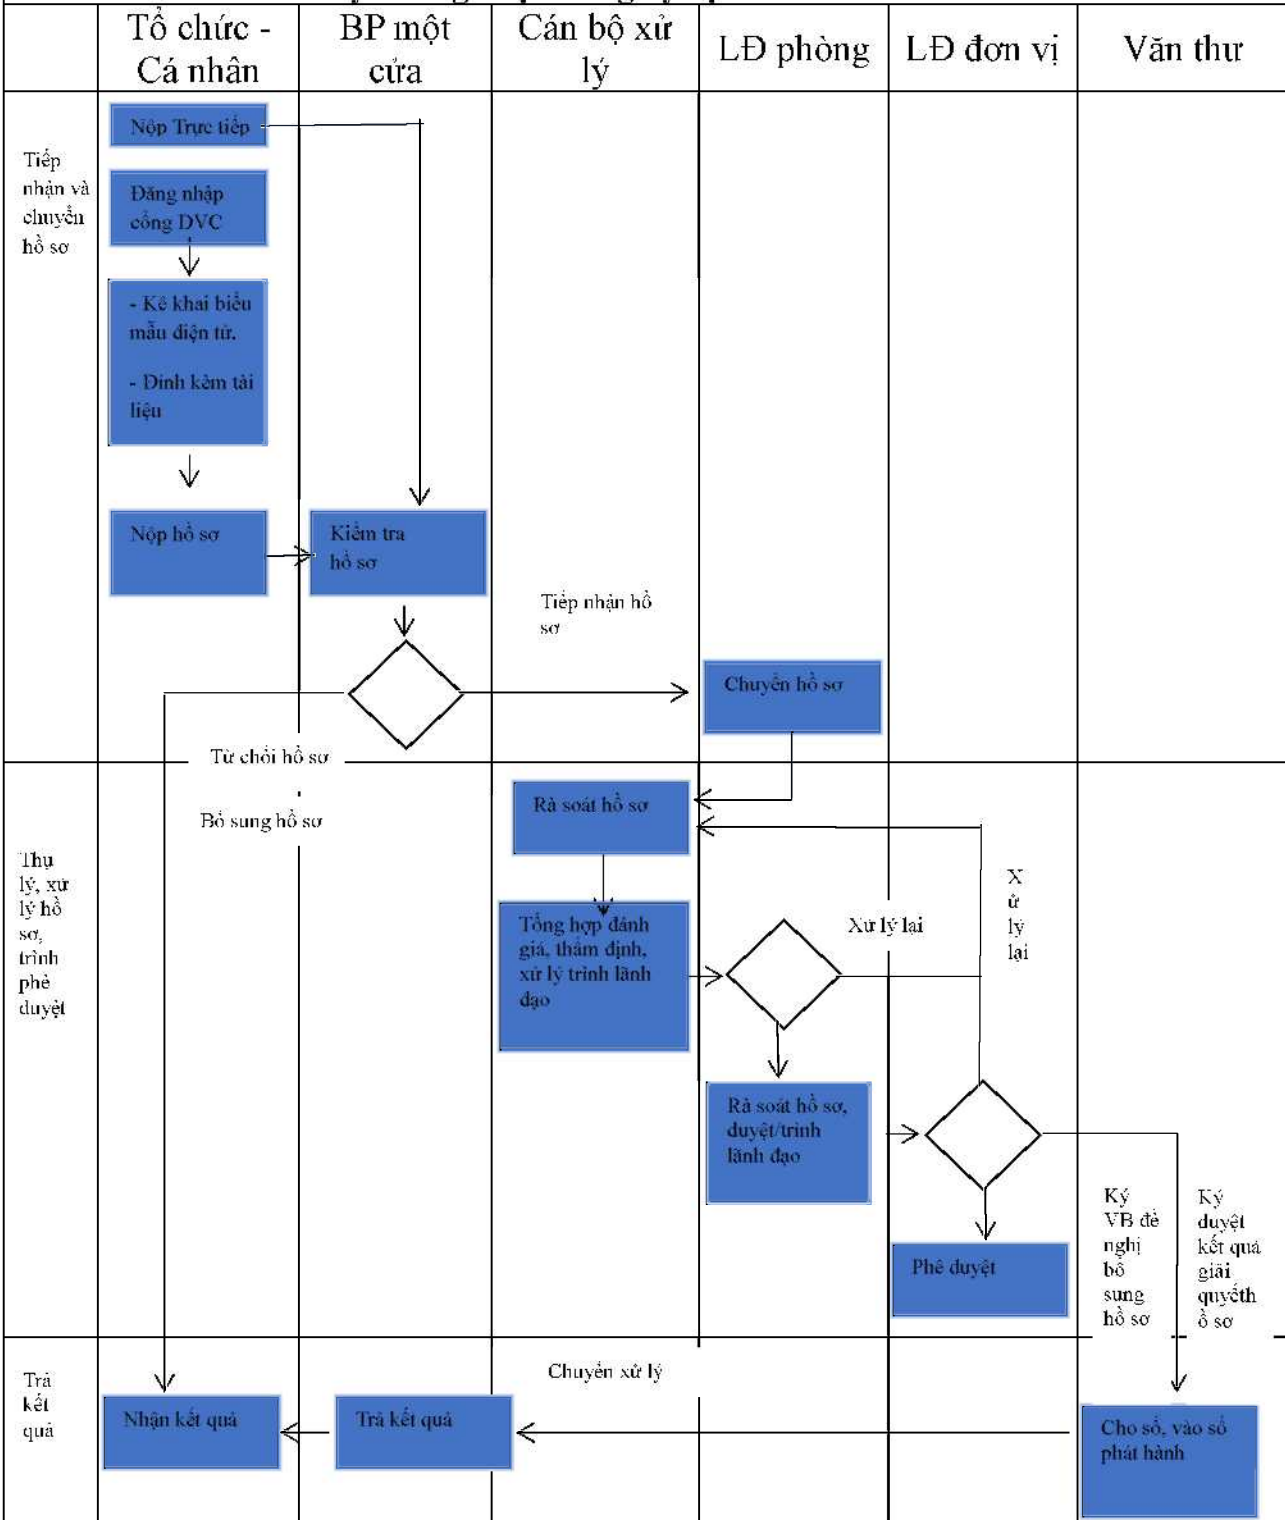 Tổ chức -
Cá nhân
BP một
cửa
Cán bộ xử
lý
LĐ phòng
LĐ đơn vị
Văn thư
Tiếp
nhận và
chuyển
hồ sơ
Nộp Trực tiếp
Đăng nhập
cổng DVC
- Kê khai biểu
mẫu điện tử.
- Đính kèm tài
liệu
Nộp hồ sơ
Kiểm tra
hồ sơ
Tiếp nhận hồ
sơ
Chuyển hồ sơ
Từ chối hồ sơ
Bổ sung hồ sơ
Thụ
lý, xử
lý hồ
sơ,
trình
phê
duyệt
Rà soát hồ sơ
Tổng hợp đánh
giá, thẩm định,
xử lý trình lãnh
đạo
Xử lý lại
X
ử
lý
lại
Rà soát hồ sơ,
duyệt/trình
lãnh đạo
Phê duyệt
Ký
VB đề
nghị
bổ
sung
hồ sơ
Ký
duyệt
kết quả
giải
quyếth
ồ sơ
Trả
kết
quả
Chuyển xử lý
Nhận kết quả
Trả kết quả
Cho số, vào sổ
phát hành